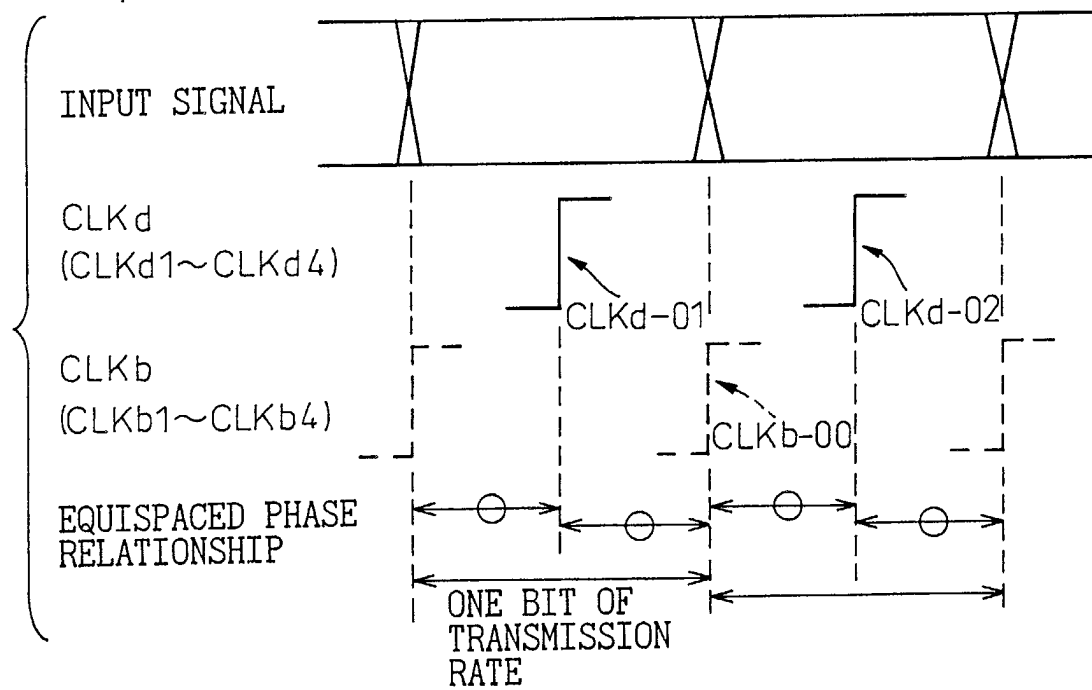 INPUT SIGNAL
CLKd
(CLKd1~CLKd4)
CLKd-01
CLKd-02
CLKb
(CLKb1~CLKb4)
CLKb-00
EQUISPACED PHASE
RELATIONSHIP
ONE BIT OF
TRANSMISSION
RATE